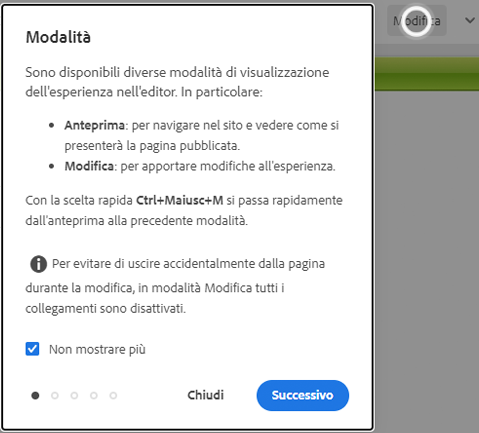 Modifica
Modalità
Sono disponibili diverse modalità di visualizzazione
dell'esperienza nell'editor. In particolare:
• Anteprima: per navigare nel sito e vedere come si
presenterà la pagina pubblicata.
• Modifica: per apportare modifiche all'esperienza.
Con la scelta rapida Ctrl+Maiusc+M si passa rapidamente
dall'anteprima alla precedente modalità.
Per evitare di uscire accidentalmente dalla pagina
durante la modifica, in modalità Modifica tutti i
collegamenti sono disattivati.
Non mostrare più
Chiudi
Successivo